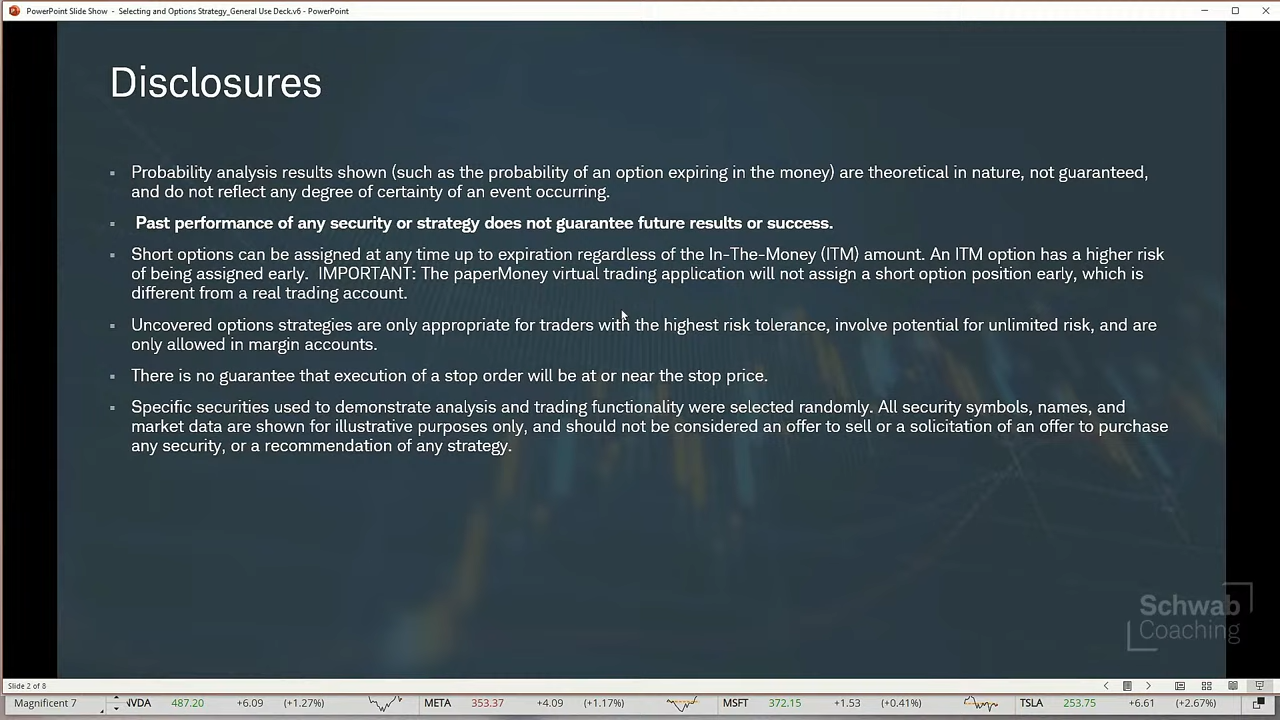 PowerPoint Slide Show - Selecting and Options Strategy_General Use Deck.v6 - PowerPoint
Disclosures
▪ Probability analysis results shown (such as the probability of an option expiring in the money) are theoretical in nature, not guaranteed,
and do not reflect any degree of certainty of an event occurring.
▪ Past performance of any security or strategy does not guarantee future results or success.
▪ Short options can be assigned at any time up to expiration regardless of the In-The-Money (ITM) amount. An ITM option has a higher risk
of being assigned early. IMPORTANT: The paperMoney virtual trading application will not assign a short option position early, which is
different from a real trading account.
▪ Uncovered options strategies are only appropriate for traders with the highest risk tolerance, involve potential for unlimited risk, and are
only allowed in margin accounts.
▪ There is no guarantee that execution of a stop order will be at or near the stop price.
▪ Specific securities used to demonstrate analysis and trading functionality were selected randomly. All security symbols, names, and
market data are shown for illustrative purposes only, and should not be considered an offer to sell or a solicitation of an offer to purchase
any security, or a recommendation of any strategy.
Schwab
Coaching
Slide 2 of 8
Magnificent 7 NVDA 487.20 +6.09 (+1.27%) META 353.37 +4.09 (+1.17%) MSFT 372.15 +1.53 (+0.41%) TSLA 253.75 +6.61 (+2.67%)